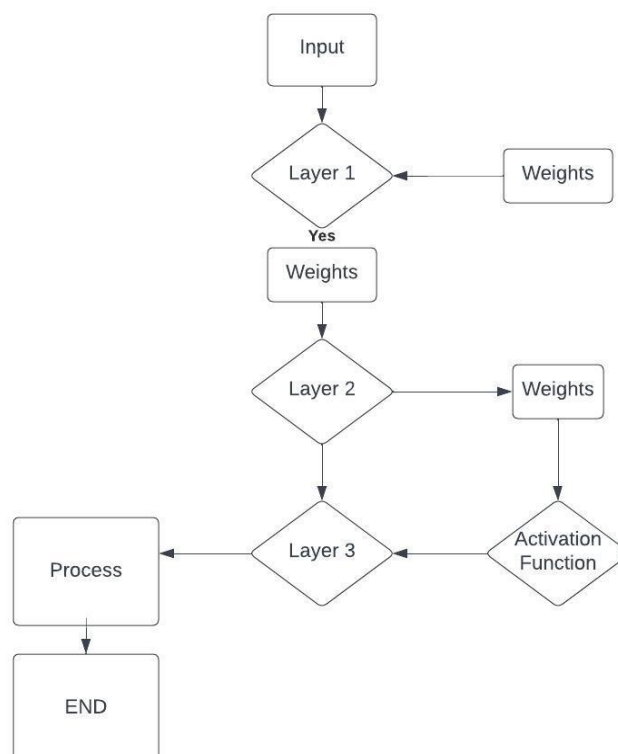 Input
Layer 1
Weights
Yes
Weights
Layer 2
Weights
Process
Layer 3
Activation
Function
END